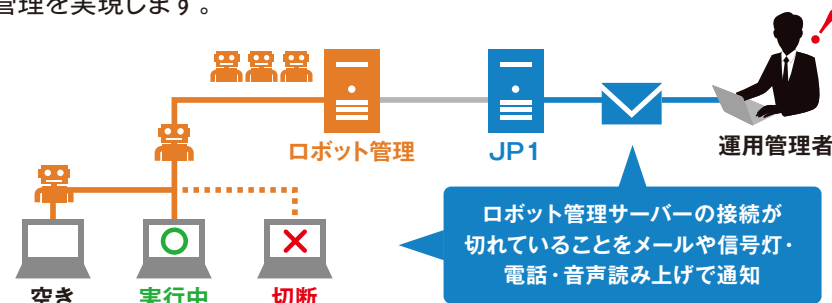 管理を実現します。
ロボット管理
JP1
運用管理者
ロボット管理サーバーの接続が
切れていることをメールや信号灯・
電話・音声読み上げで通知
空き
実行中
切断